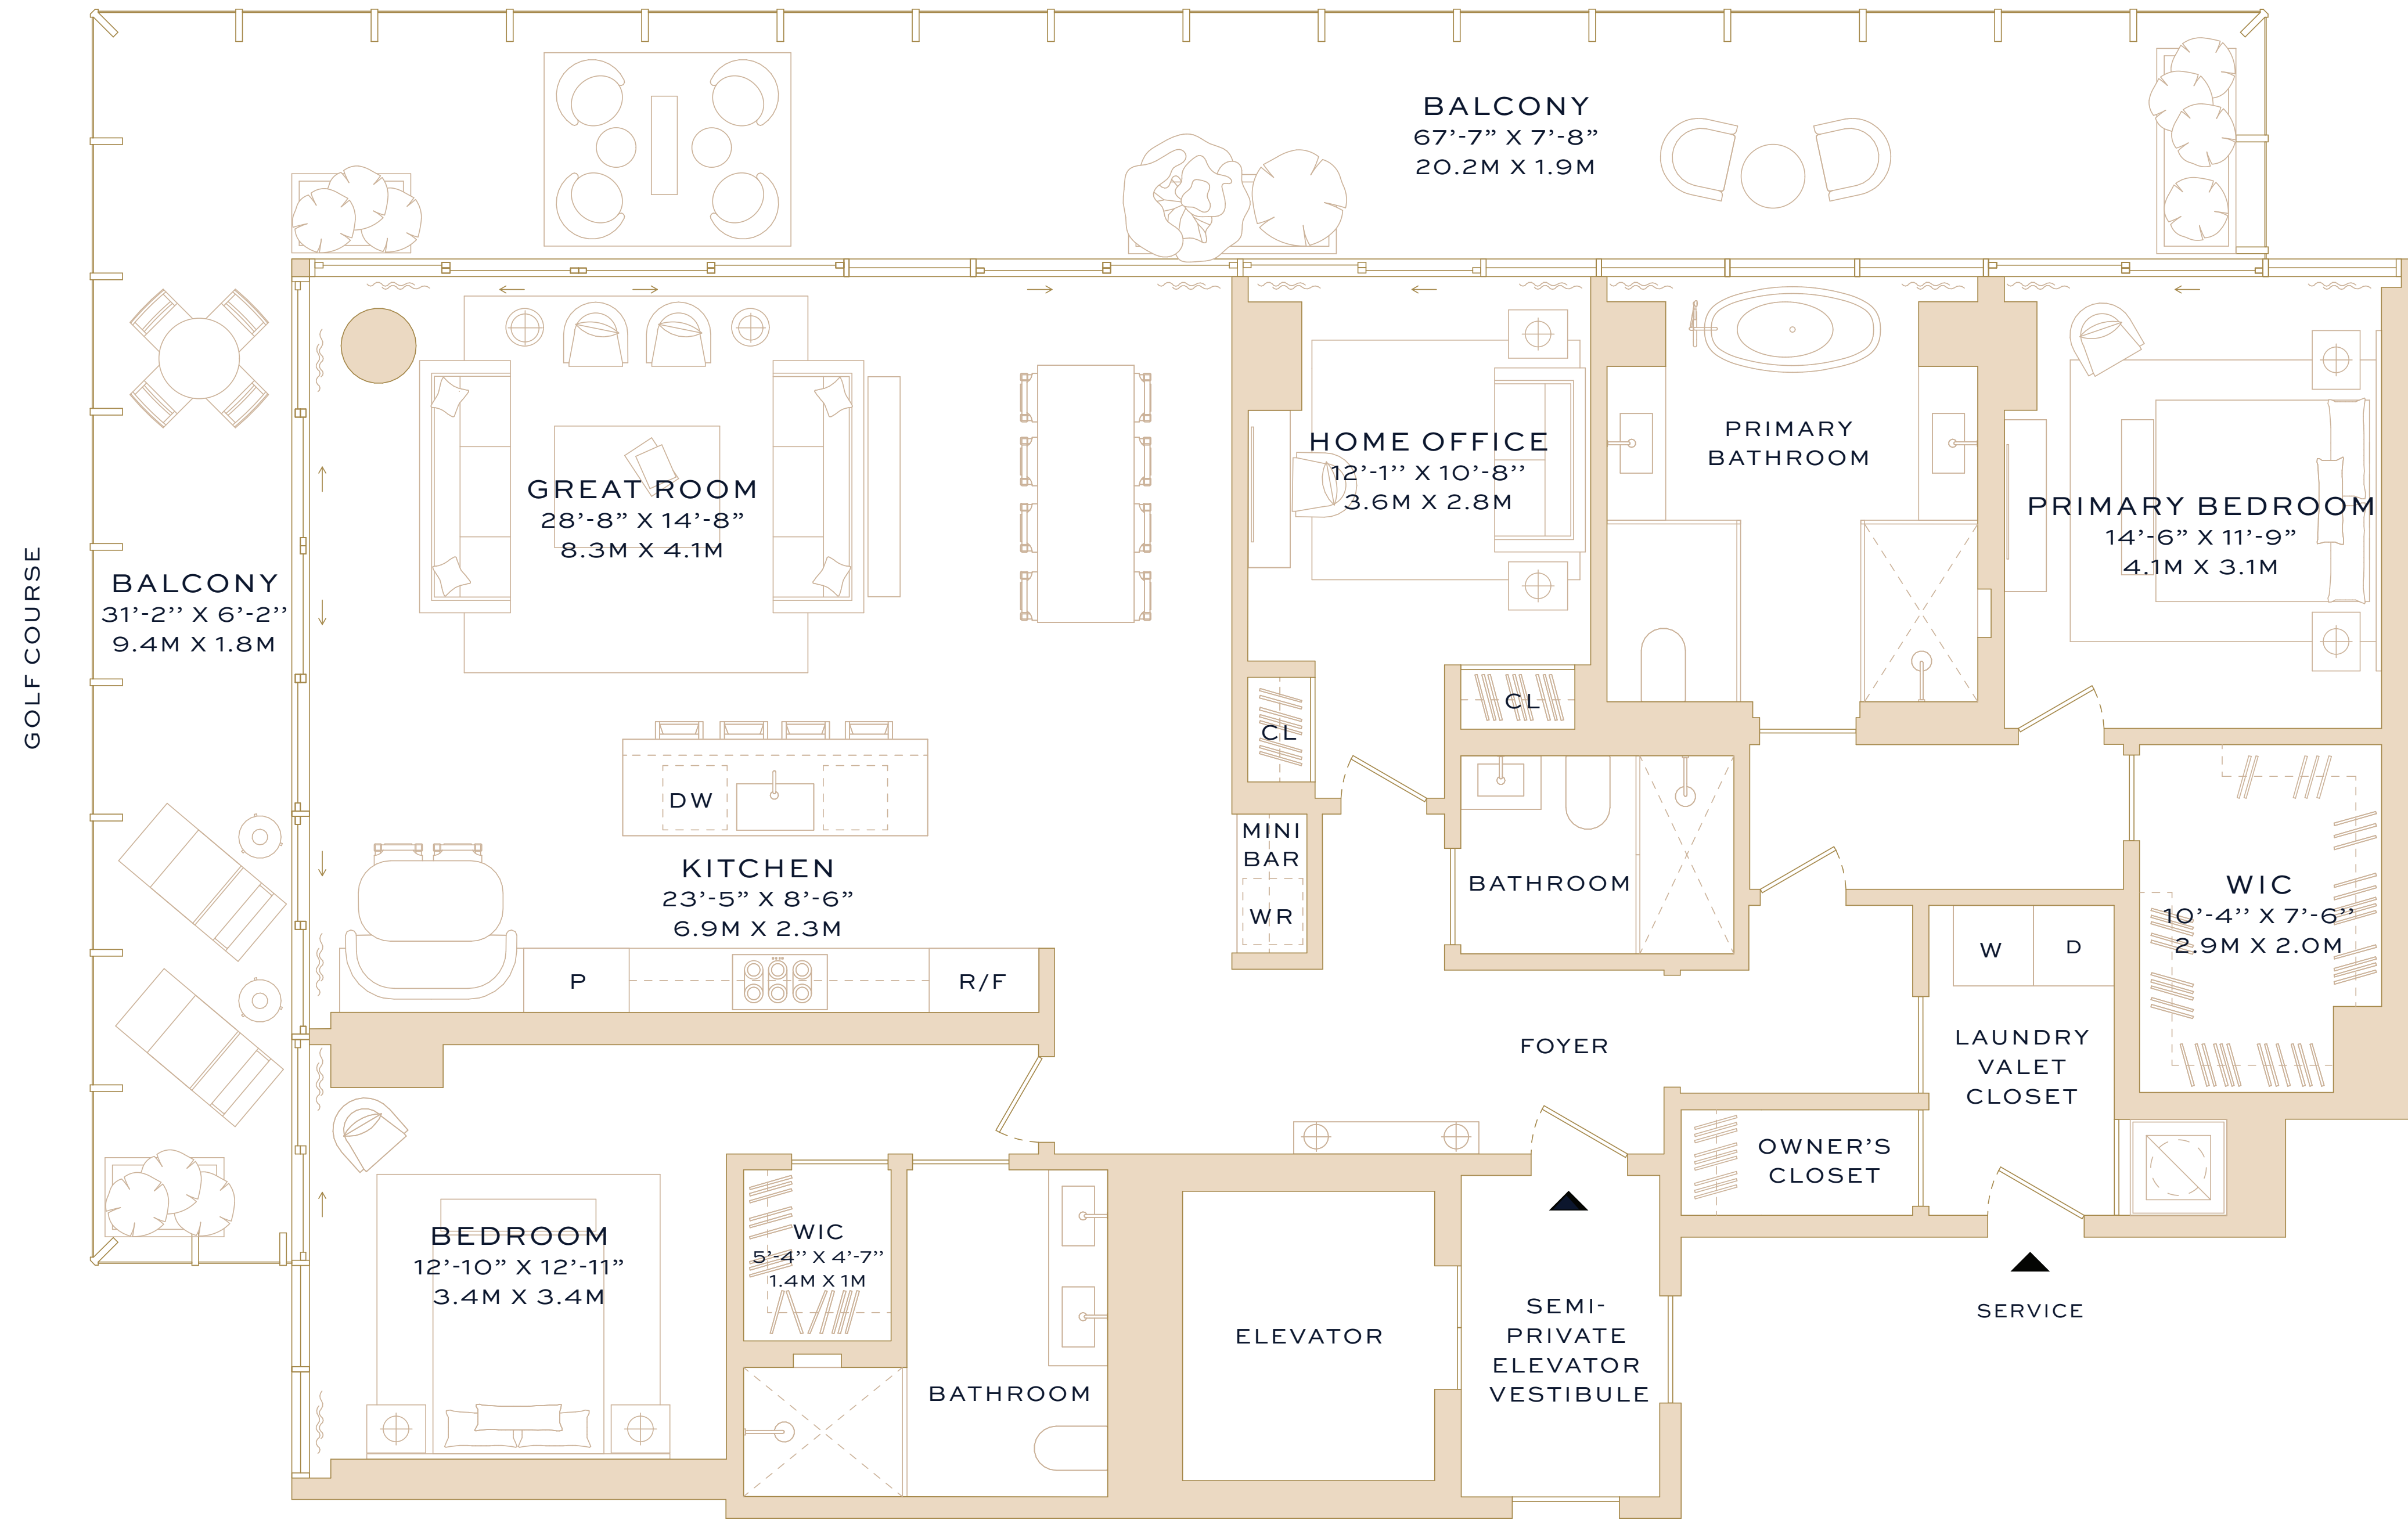 BALCONY
67’-7” X 7’-8”
20.2M X 1.9M
GOLF COURSE
BALCONY
31’-2’’ X 6’-2’’
9.4M X 1.8M
GREAT ROOM
28’-8” X 14’-8”
8.3M X 4.1M
HOME OFFICE
12’-1’’ X 10’-8’’
3.6M X 2.8M
PRIMARY
BATHROOM
PRIMARY BEDROOM
14’-6” X 11’-9”
4.1M X 3.1M
CL
CL
DW
KITCHEN
23’-5” X 8’-6”
6.9M X 2.3M
P
R/F
MINI
BAR
WR
BATHROOM
WIC
10’-4’’ X 7’-6’’
2.9M X 2.0M
W
D
LAUNDRY
VALET
CLOSET
FOYER
OWNER’S
CLOSET
BEDROOM
12’-10” X 12’-11”
3.4M X 3.4M
WIC
5’-4’’ X 4’-7’’
1.4M X 1M
BATHROOM
ELEVATOR
SEMI-
PRIVATE
ELEVATOR
VESTIBULE
SERVICE